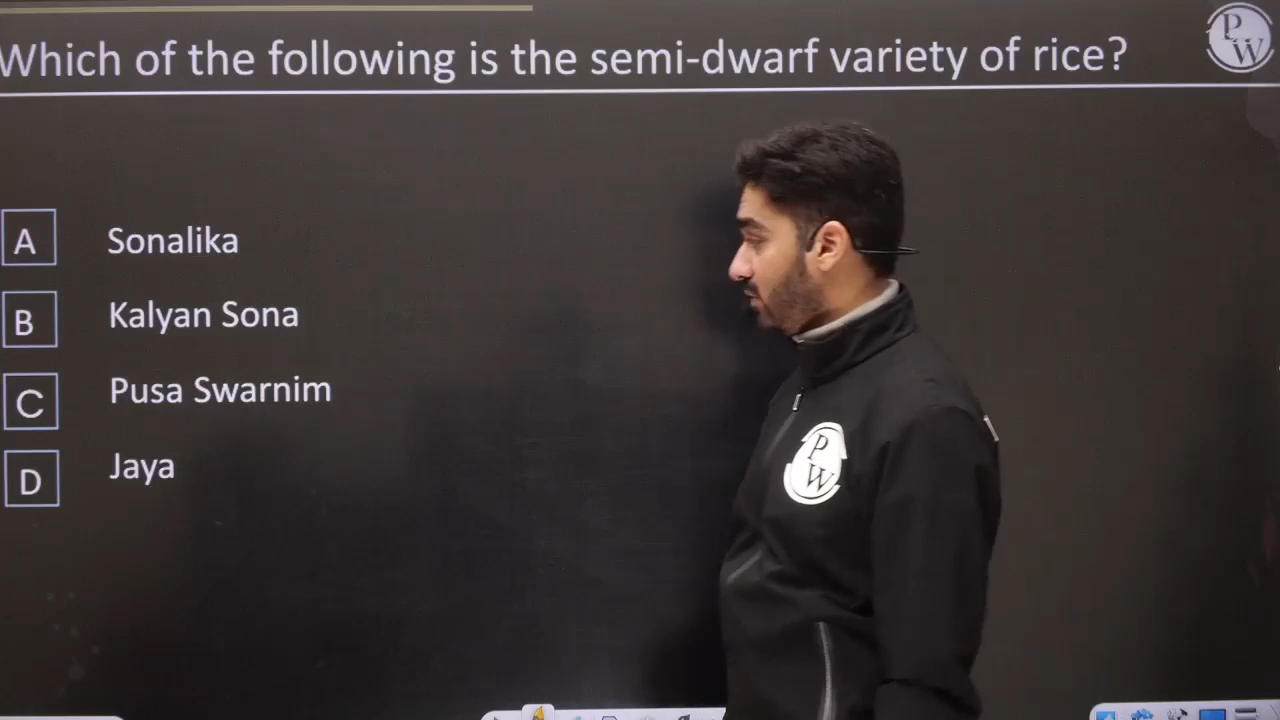 Which of the following is the semi-dwarf variety of rice?
P
W
A Sonalika
B Kalyan Sona
C Pusa Swarnim
D Jaya
P
W